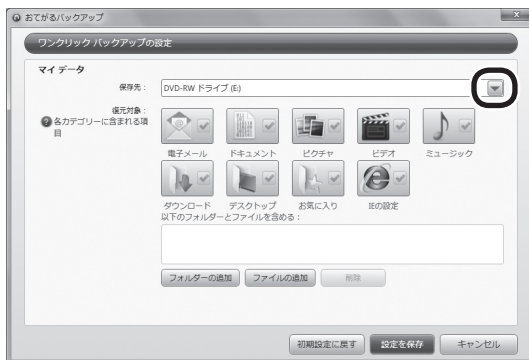 おてがるバックアップ
ワンクリック バックアップの設定
マイ データ
保存先：
DVD-RW ドライブ (E:)
復元対象：
各カテゴリーに含まれる項
目
電子メール ドキュメント ピクチャ ビデオ ミュージック
ダウンロード デスクトップ お気に入り IEの設定
以下のフォルダーとファイルを含める：
フォルダーの追加 ファイルの追加 削除
初期設定に戻す 設定を保存 キャンセル